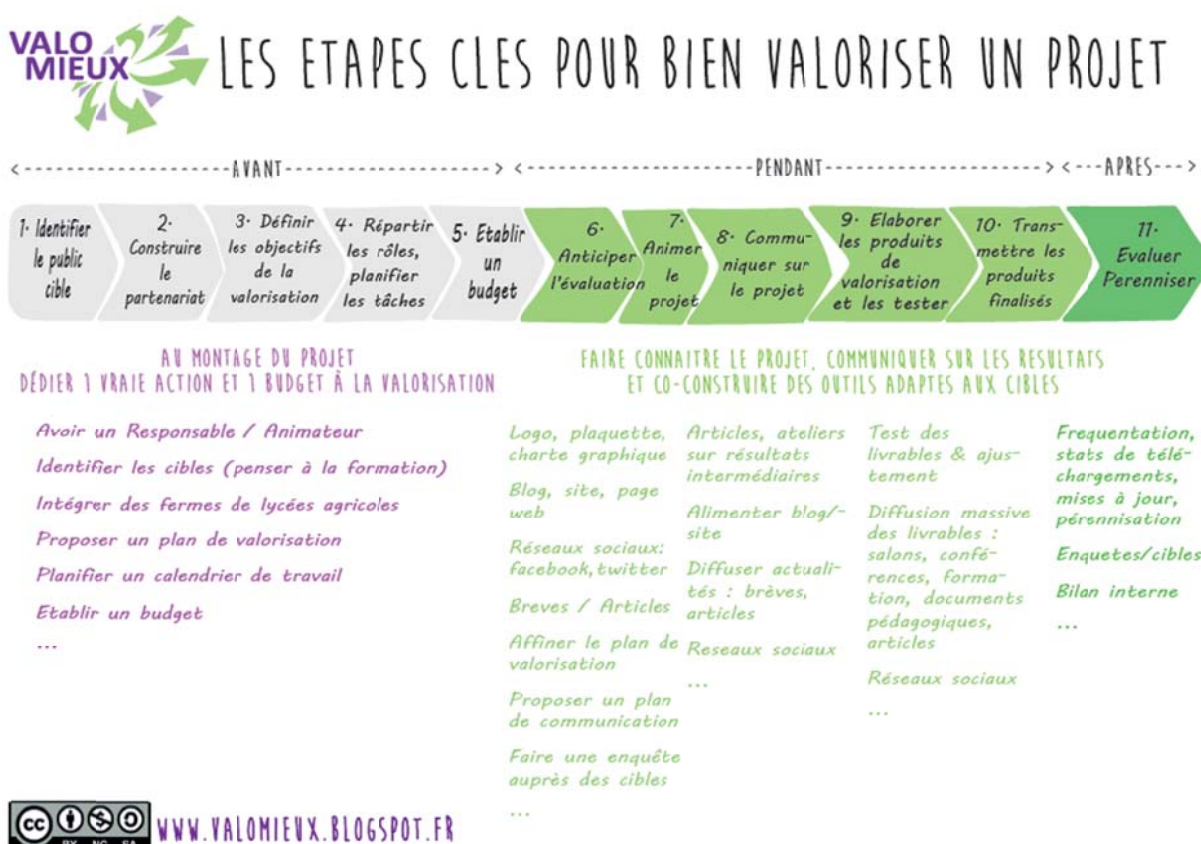 VALO
MIEUX
LES ETAPES CLES POUR BIEN VALORISER UN PROJET
AVANT
PENDANT
APRES
1. Identifier
le public
cible
2.
Construire
le
partenariat
3. Définir
les objectifs
de la
valorisation
4. Répartir
les rôles,
planifier
les tâches
5. Etablir
un
budget
6.
Anticiper
l'évaluation
7.
Animer
le
projet
8. Commu-
niquer sur
le projet
9. Elaborer
les produits
de
valorisation
et les tester
10. Trans-
mettre les
produits
finalisés
11.
Evaluer
Perenniser
AU MONTAGE DU PROJET
DÉDIER 1 VRAIE ACTION ET 1 BUDGET À LA VALORISATION
Avoir un Responsable / Animateur
Identifier les cibles (penser à la formation)
Intégrer des fermes de lycées agricoles
Proposer un plan de valorisation
Planifier un calendrier de travail
Etablir un budget
...
FAIRE CONNAITRE LE PROJET, COMMUNIQUER SUR LES RESULTATS
ET CO-CONSTRUIRE DES OUTILS ADAPTES AUX CIBLES
Logo, plaquette,
charte graphique
Blog, site, page
web
Réseaux sociaux:
facebook,twitter
Breves / Articles
Affiner le plan de
valorisation
Proposer un plan
de communication
Faire une enquête
auprès des cibles
...
Articles, ateliers
sur résultats
intermédiaires
Alimenter blog/-
site
Diffuser actuali-
tés : brèves,
articles
Reseaux sociaux
...
Test des
livrables & ajus-
tement
Diffusion massive
des livrables :
salons, confé-
rences, forma-
tion, documents
pédagogiques,
articles
Réseaux sociaux
...
Frequentation,
stats de télé-
chargements,
mises à jour,
pérennisation
Enquetes/cibles
Bilan interne
...
cc
BY NC SA
WWW.VALOMIEUX.BLOGSPOT.FR